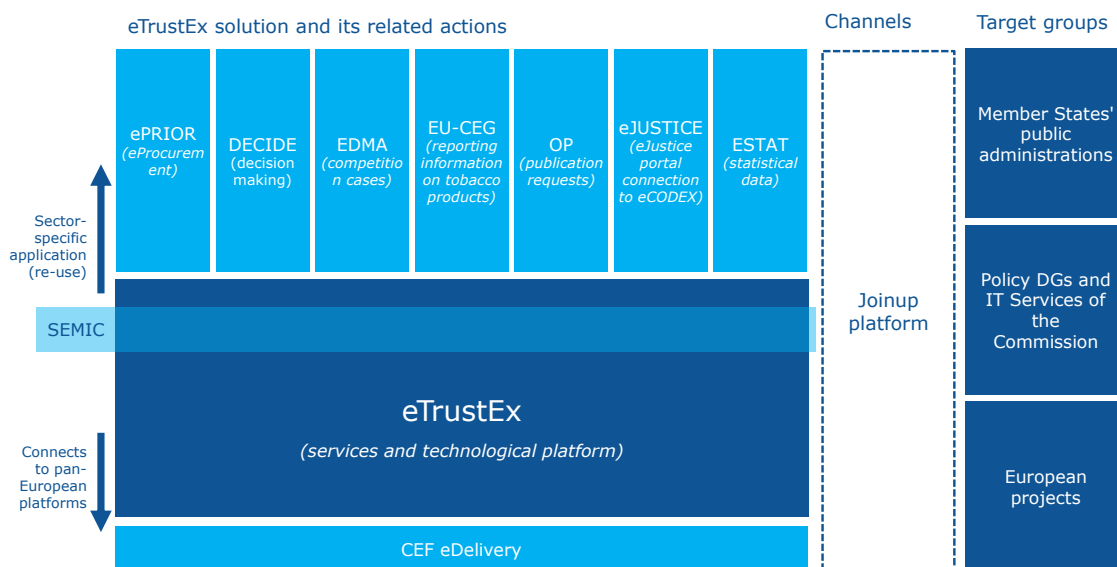 eTrustEx solution and its related actions
Channels
Target groups
ePRIOR
(eProcurem
ent)
DECIDE
(decision
making)
EDMA
(competitio
n cases)
EU-CEG
(reporting
information
on tobacco
products)
OP
(publication
requests)
eJUSTICE
(eJustice
portal
connection
to eCODEX)
ESTAT
(statistical
data)
Sector-
specific
application
(re-use)
SEMIC
eTrustEx
(services and technological platform)
Connects
to pan-
European
platforms
CEF eDelivery
Joinup
platform
Member States'
public
administrations
Policy DGs and
IT Services of
the
Commission
European
projects